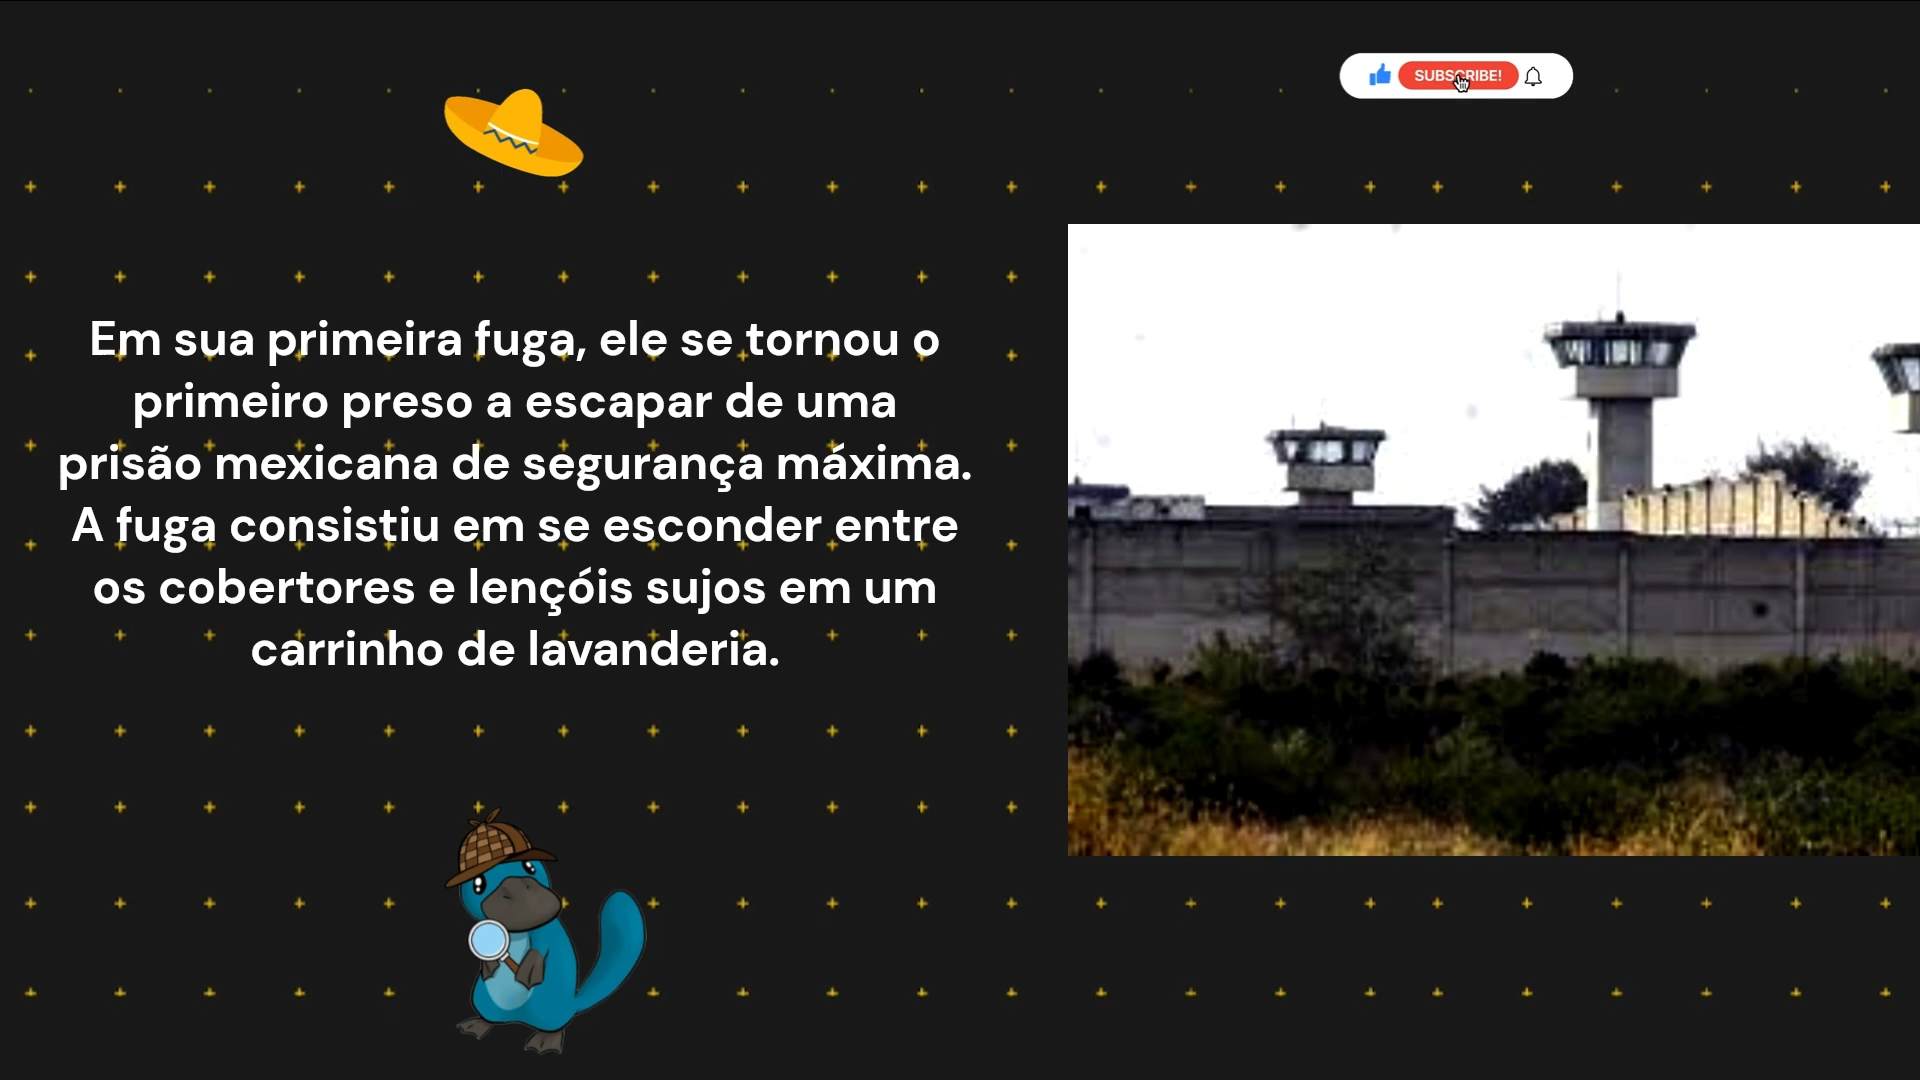 SUBSCRIBE!
Em sua primeira fuga, ele se tornou o
primeiro preso a escapar de uma
prisão mexicana de segurança máxima.
A fuga consistiu em se esconder entre
os cobertores e lençóis sujos em um
carrinho de lavanderia.